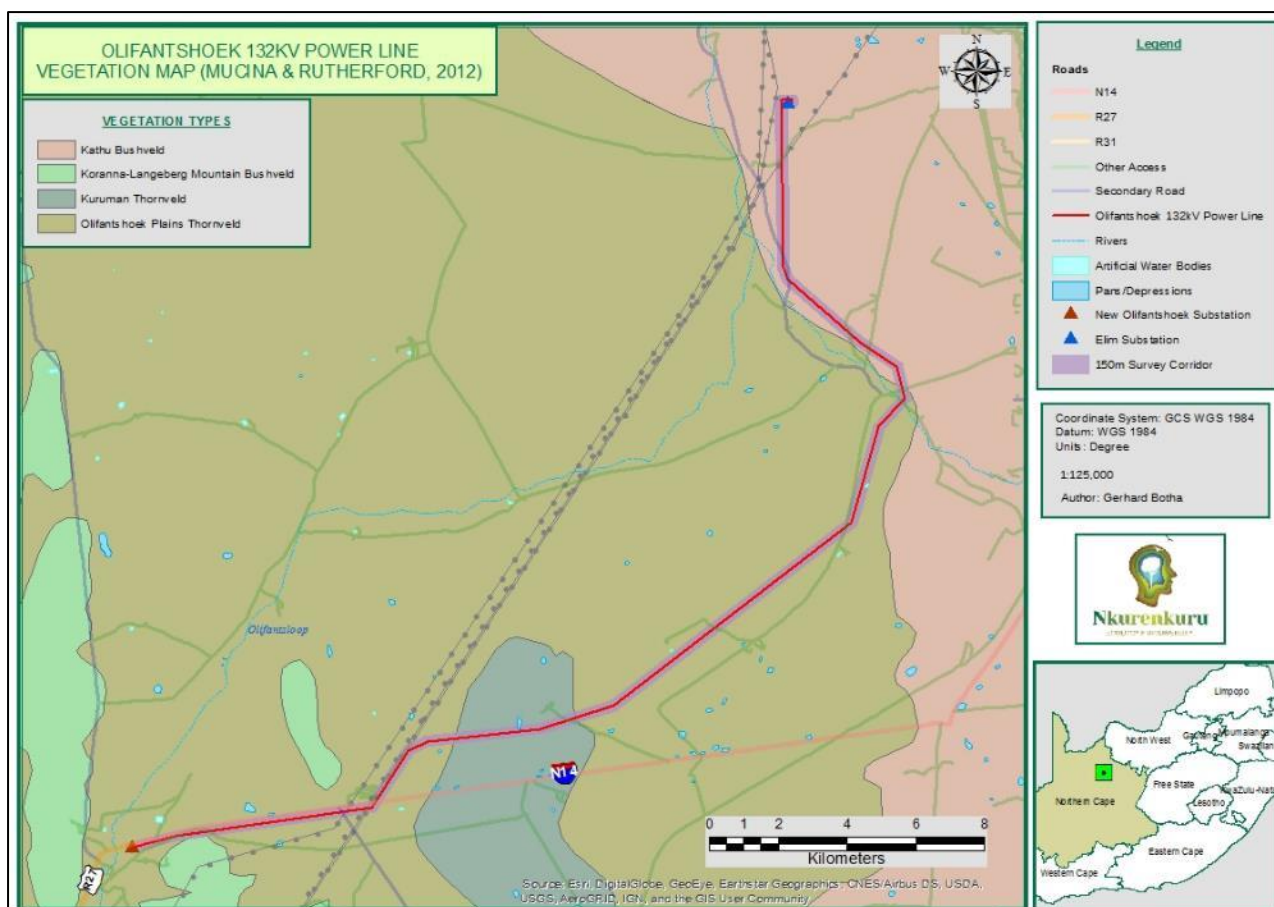 OLIFANTSHOEK 132KV POWER LINE
VEGETATION MAP (MUCINA & RUTHERFORD, 2012)
VEGETATION TYPES
Kathu Bushveld
Koranna-Langeberg Mountain Bushveld
Kuruman Thornveld
Olifantshoek Plains Thornveld
N
W E
S
Olifantsloop
N14
R27
0 1 2 4 6 8
Kilometers
Source: Esri, DigitalGlobe, GeoEye, Earthstar Geographics, CNES/Airbus DS, USDA,
USGS, AeroGRID, IGN, and the GIS User Community
Legend
Roads
N14
R27
R31
Other Access
Secondary Road
Olifantshoek 132kV Power Line
Rivers
Artificial Water Bodies
Pans/Depressions
New Olifantshoek Substation
Elim Substation
150m Survey Corridor
Coordinate System: GCS WGS 1984
Datum: WGS 1984
Units: Degree
1:125,000
Author: Gerhard Botha
Nkurenkuru
Limpopo
North West
Gauteng
Mpumalanga
Swaziland
Free State
KwaZulu-Nata
Northern Cape
Lesotho
Eastern Cape
Western Cape